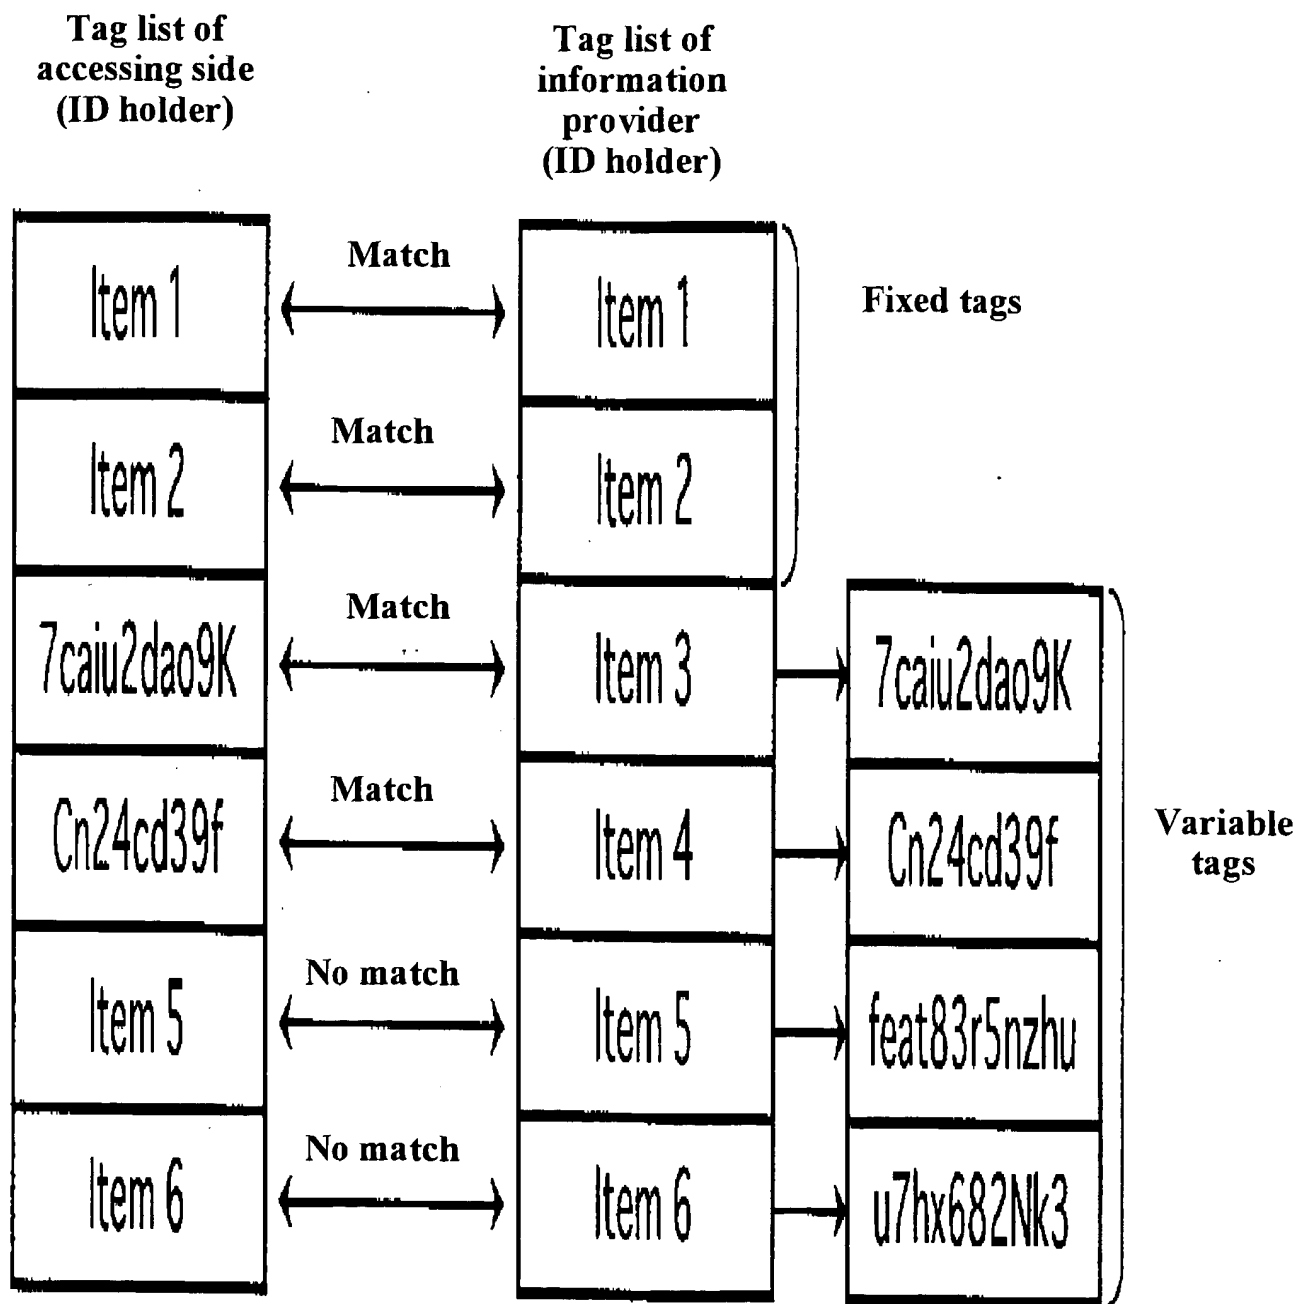 Tag list of
accessing side
(ID holder)
Tag list of
information
provider
(ID holder)
Item 1
Match
Item 1
Fixed tags
Item 2
Match
Item 2
7caiu2dao9K
Match
Item 3
7caiu2dao9K
Cn24cd39f
Match
Item 4
Cn24cd39f
Variable
tags
Item 5
No match
Item 5
feat83r5nzhu
Item 6
No match
Item 6
u7hx682Nk3